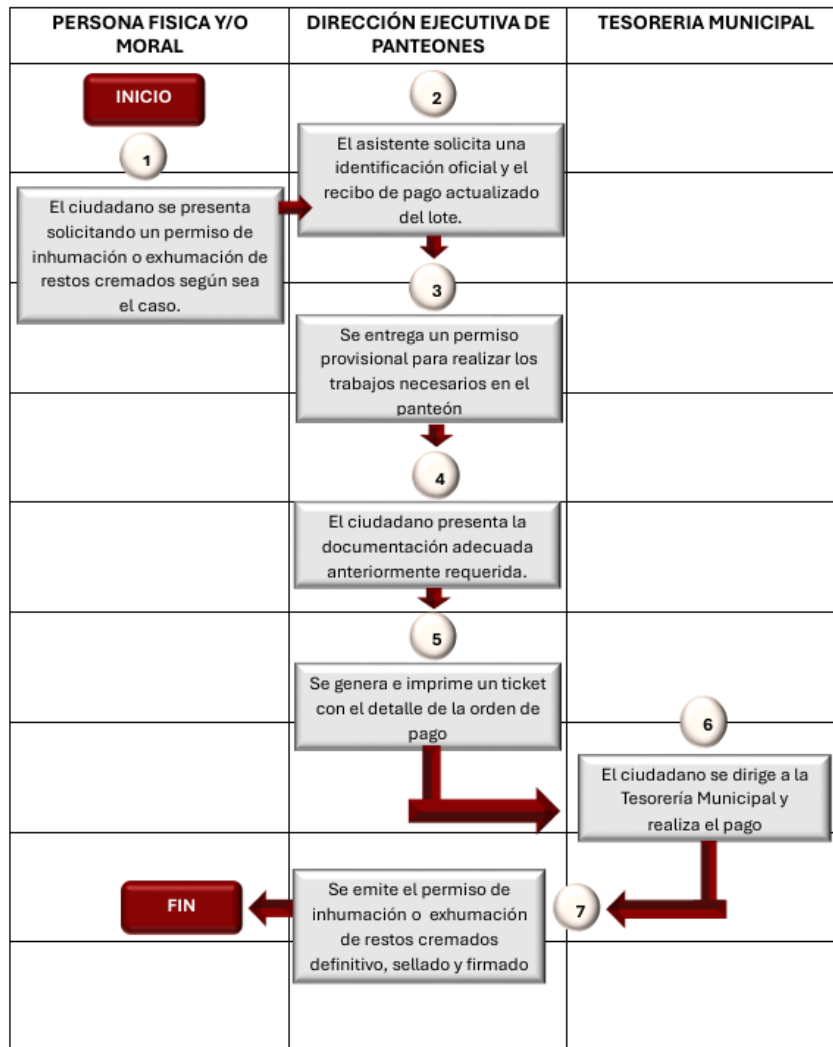 PERSONA FISICA Y/O
MORAL
DIRECCIÓN EJECUTIVA DE
PANTEONES
TESORERIA MUNICIPAL
INICIO
1
El ciudadano se presenta
solicitando un permiso de
inhumación o exhumación de
restos cremados según sea
el caso.
2
El asistente solicita una
identificación oficial y el
recibo de pago actualizado
del lote.
3
Se entrega un permiso
provisional para realizar los
trabajos necesarios en el
panteón
4
El ciudadano presenta la
documentación adecuada
anteriormente requerida.
5
Se genera e imprime un ticket
con el detalle de la orden de
pago
6
El ciudadano se dirige a la
Tesorería Municipal y
realiza el pago
7
Se emite el permiso de
inhumación o exhumación
de restos cremados
definitivo, sellado y firmado
FIN